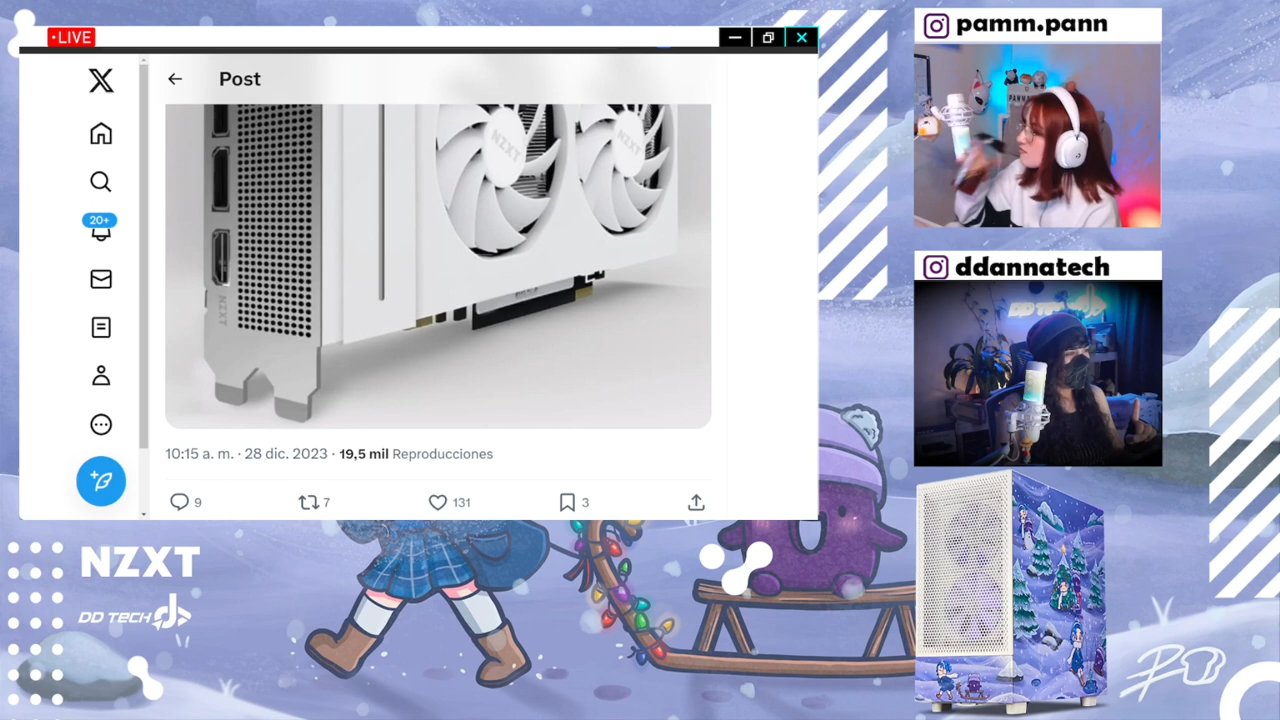 LIVE
Post
20+
NZXT
NZXT
NZXT
10:15 a. m. · 28 dic. 2023 · 19,5 mil Reproducciones
9
7
131
3
pamm.pann
ddannatech
NZXT
DD TECH